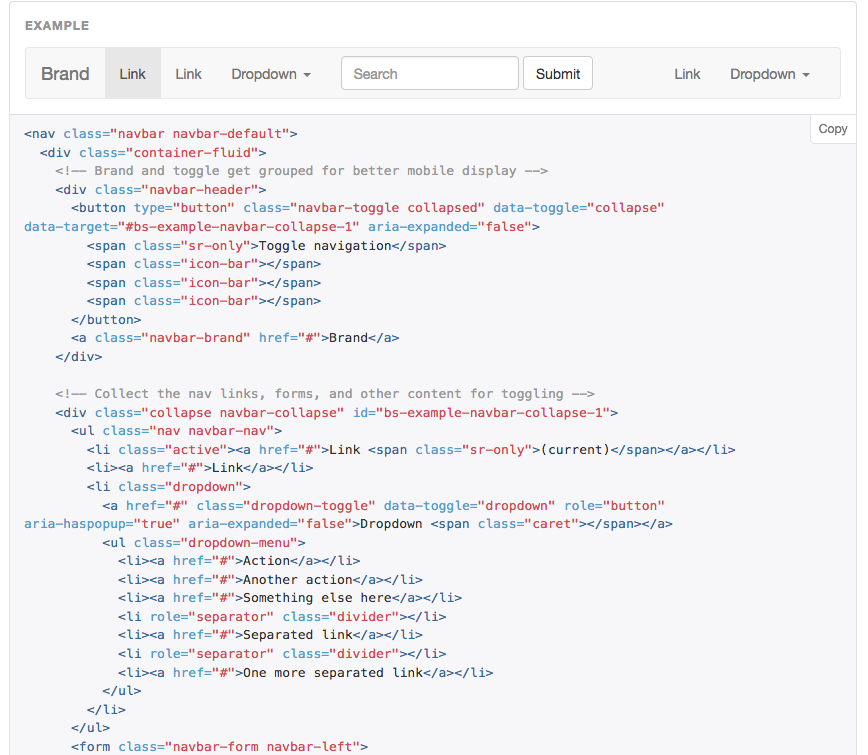 EXAMPLE
Brand Link Link Dropdown Search Submit Link Dropdown
Copy
<nav class="navbar navbar-default">
  <div class="container-fluid">
    <!-- Brand and toggle get grouped for better mobile display -->
    <div class="navbar-header">
      <button type="button" class="navbar-toggle collapsed" data-toggle="collapse"
data-target="#bs-example-navbar-collapse-1" aria-expanded="false">
        <span class="sr-only">Toggle navigation</span>
        <span class="icon-bar"></span>
        <span class="icon-bar"></span>
        <span class="icon-bar"></span>
      </button>
      <a class="navbar-brand" href="#">Brand</a>
    </div>

    <!-- Collect the nav links, forms, and other content for toggling -->
    <div class="collapse navbar-collapse" id="bs-example-navbar-collapse-1">
      <ul class="nav navbar-nav">
        <li class="active"><a href="#">Link <span class="sr-only">(current)</span></a></li>
        <li><a href="#">Link</a></li>
        <li class="dropdown">
          <a href="#" class="dropdown-toggle" data-toggle="dropdown" role="button"
aria-haspopup="true" aria-expanded="false">Dropdown <span class="caret"></span></a>
          <ul class="dropdown-menu">
            <li><a href="#">Action</a></li>
            <li><a href="#">Another action</a></li>
            <li><a href="#">Something else here</a></li>
            <li role="separator" class="divider"></li>
            <li><a href="#">Separated link</a></li>
            <li role="separator" class="divider"></li>
            <li><a href="#">One more separated link</a></li>
          </ul>
        </li>
      </ul>
      <form class="navbar-form navbar-left">